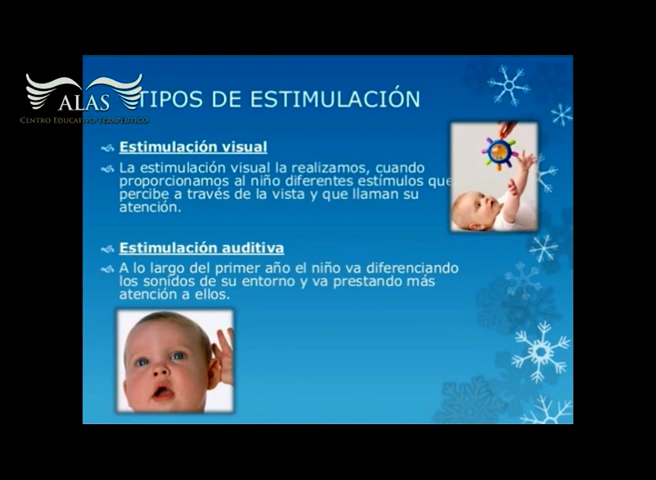 ALAS
CENTRO EDUCATIVO TERAPÉUTICO
TIPOS DE ESTIMULACIÓN
Estimulación visual
La estimulación visual la realizamos, cuando
proporcionamos al niño diferentes estímulos que
percibe a través de la vista y que llaman su
atención.
Estimulación auditiva
A lo largo del primer año el niño va diferenciando
los sonidos de su entorno y va prestando más
atención a ellos.